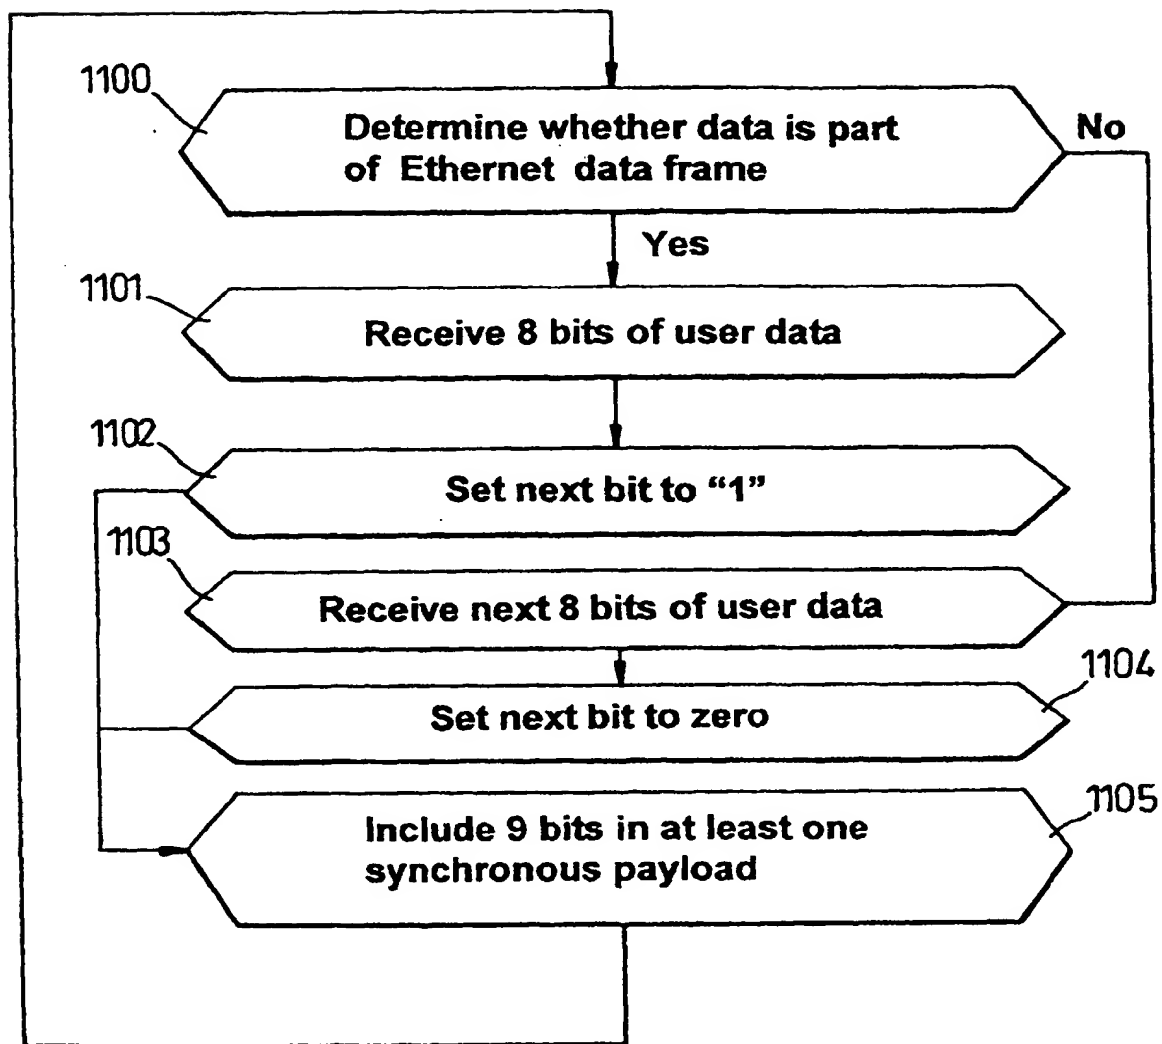 1100
Determine whether data is part
of Ethernet data frame
No
Yes
1101
Receive 8 bits of user data
1102
Set next bit to “1”
1103
Receive next 8 bits of user data
1104
Set next bit to zero
1105
Include 9 bits in at least one
synchronous payload